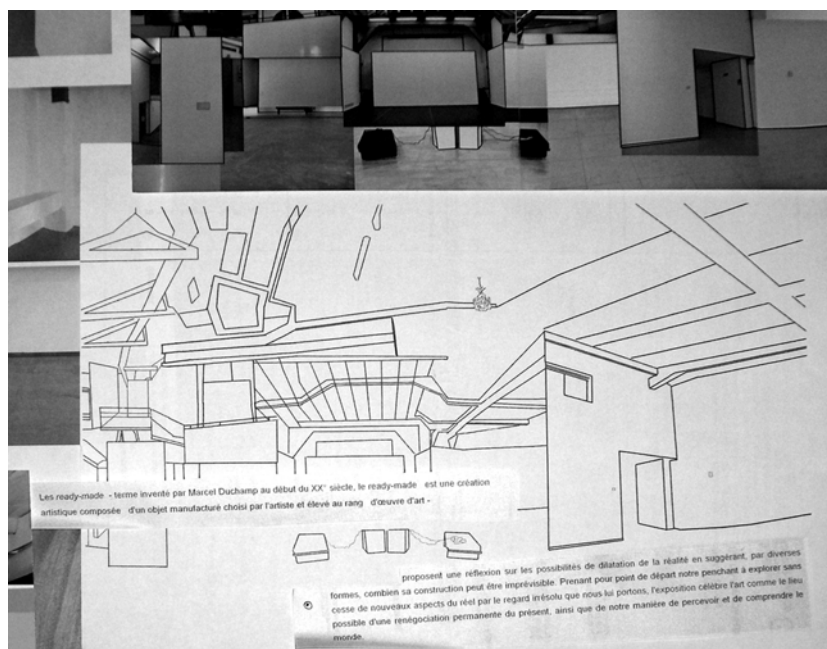 Les ready-made - terme inventé par Marcel Duchamp au début du XX° siècle, le ready-made est une création
artistique composée d'un objet manufacturé choisi par l'artiste et élevé au rang d'œuvre d'art -
proposent une réflexion sur les possibilités de dilatation de la réalité en suggérant, par diverses
formes, combien sa construction peut être imprévisible. Prenant pour point de départ notre penchant à explorer sans
cesse de nouveaux aspects du réel par le regard irrésolu que nous lui portons, l'exposition célèbre l'art comme le lieu
possible d'une renégociation permanente du présent, ainsi que de notre manière de percevoir et de comprendre le
monde.